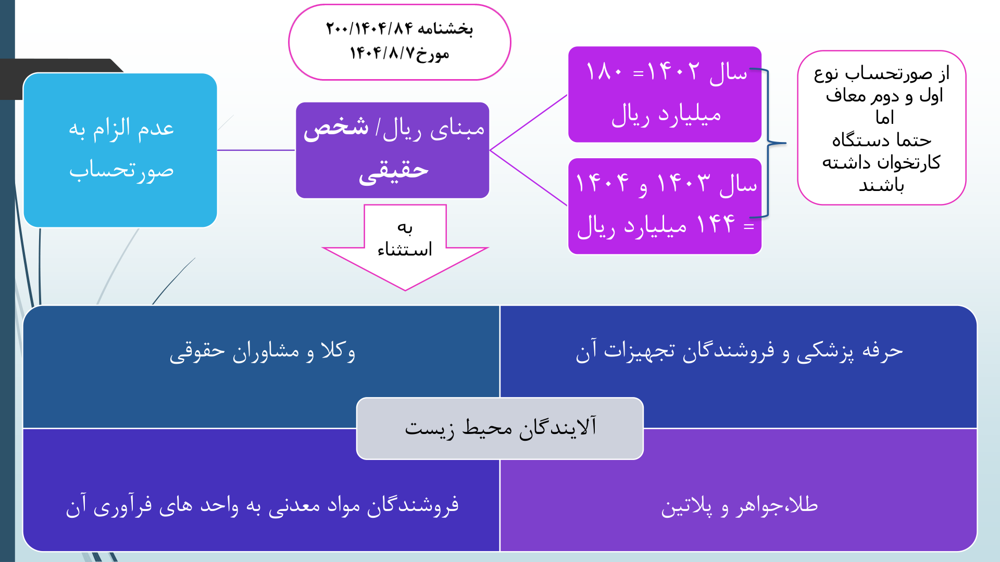 بخشنامه ۲۰۰/۱۴۰۴/۸۴
مورخ۱۴۰۴/۸/۷
از صورتحساب نوع
اول و دوم معاف
اما
حتما دستگاه
کارتخوان داشته
باشند
سال ۱۴۰۲= ۱۸۰
میلیارد ریال
سال ۱۴۰۳ و ۱۴۰۴
= ۱۴۴ میلیارد ریال
مبنای ریال/ شخص
حقیقی
عدم الزام به
صورتحساب
به
استثناء
حرفه پزشکی و فروشندگان تجهیزات آن
وکلا و مشاوران حقوقی
آلایندگان محیط زیست
طلا،جواهر و پلاتین
فروشندگان مواد معدنی به واحد های فرآوری آن